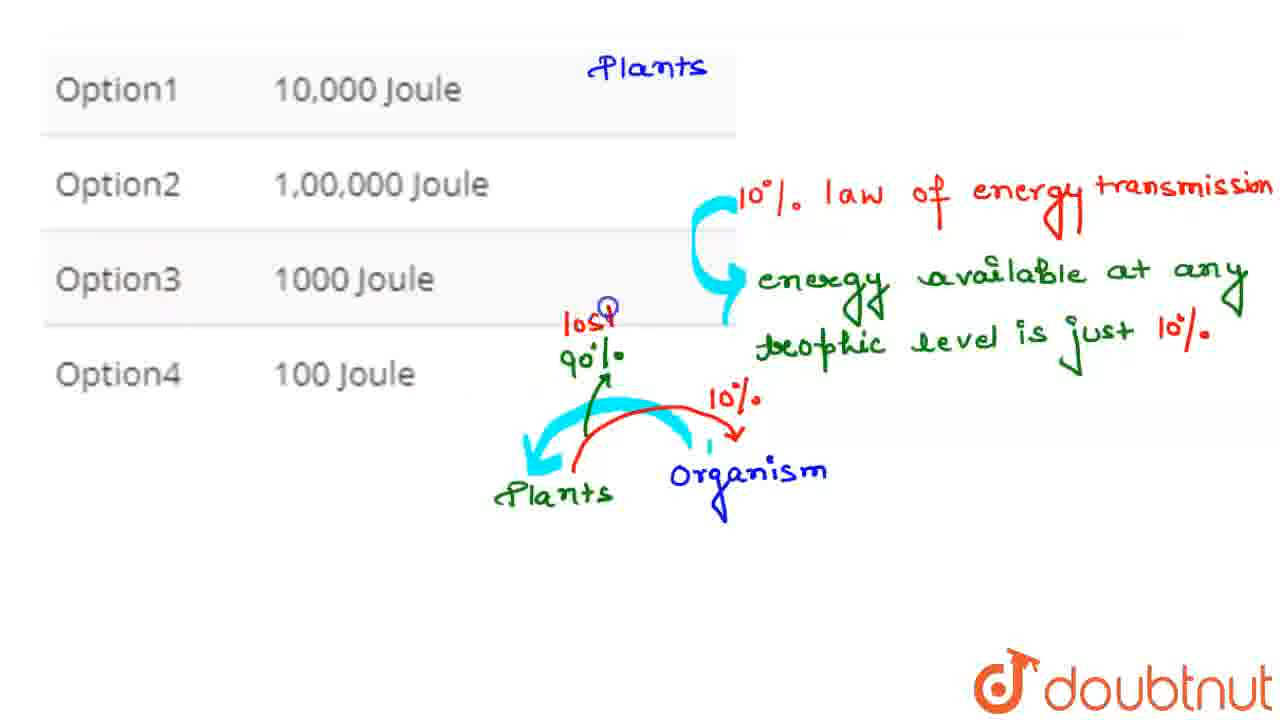 Plants
Option1 10,000 Joule
Option2 1,00,000 Joule
10%. law of energy transmission
Option3 1000 Joule
energy available at any
trophic level is just 10%.
lost
90%.
Option4 100 Joule
10%.
Plants
Organism
doubtnut